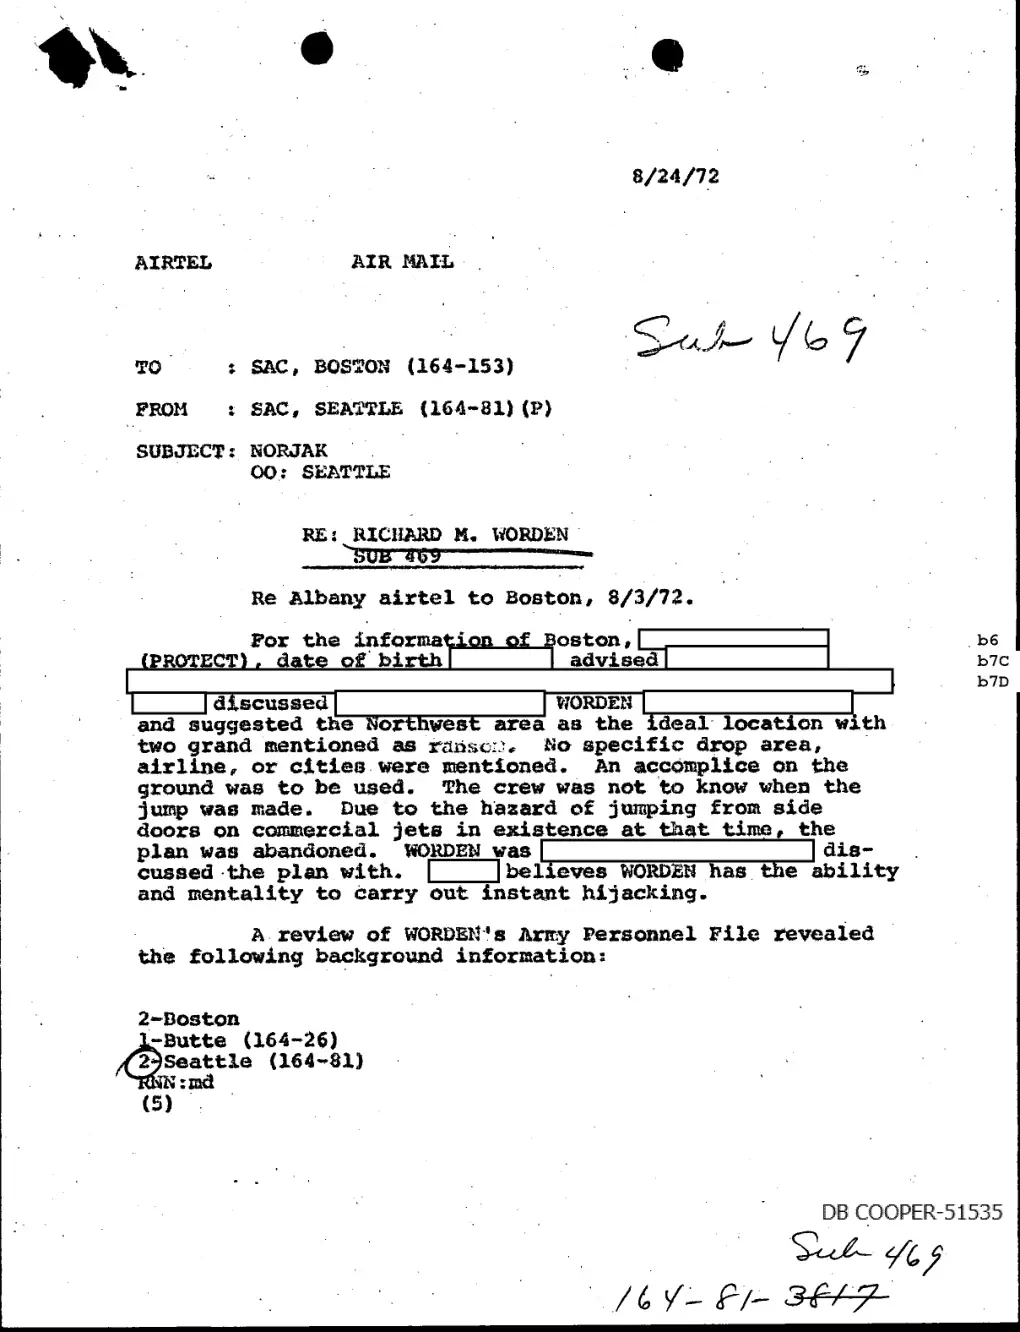 8/24/72
AIRTEL AIR MAIL
Sub 469
TO : SAC, BOSTON (164-153)
FROM : SAC, SEATTLE (164-81)(P)
SUBJECT: NORJAK
OO: SEATTLE
RE: RICHARD M. WORDEN
SUB 469
Re Albany airtel to Boston, 8/3/72.
For the information of Boston,
b6
(PROTECT), date of birth advised
b7C
b7D
discussed WORDEN
and suggested the Northwest area as the ideal location with
two grand mentioned as ransom. No specific drop area,
airline, or cities were mentioned. An accomplice on the
ground was to be used. The crew was not to know when the
jump was made. Due to the hazard of jumping from side
doors on commercial jets in existence at that time, the
plan was abandoned. WORDEN was dis-
cussed the plan with. believes WORDEN has the ability
and mentality to carry out instant hijacking.
A review of WORDEN's Army Personnel File revealed
the following background information:
2-Boston
1-Butte (164-26)
2-Seattle (164-81)
RNN:md
(5)
DB COOPER-51535
Sub 469
164-81-3817